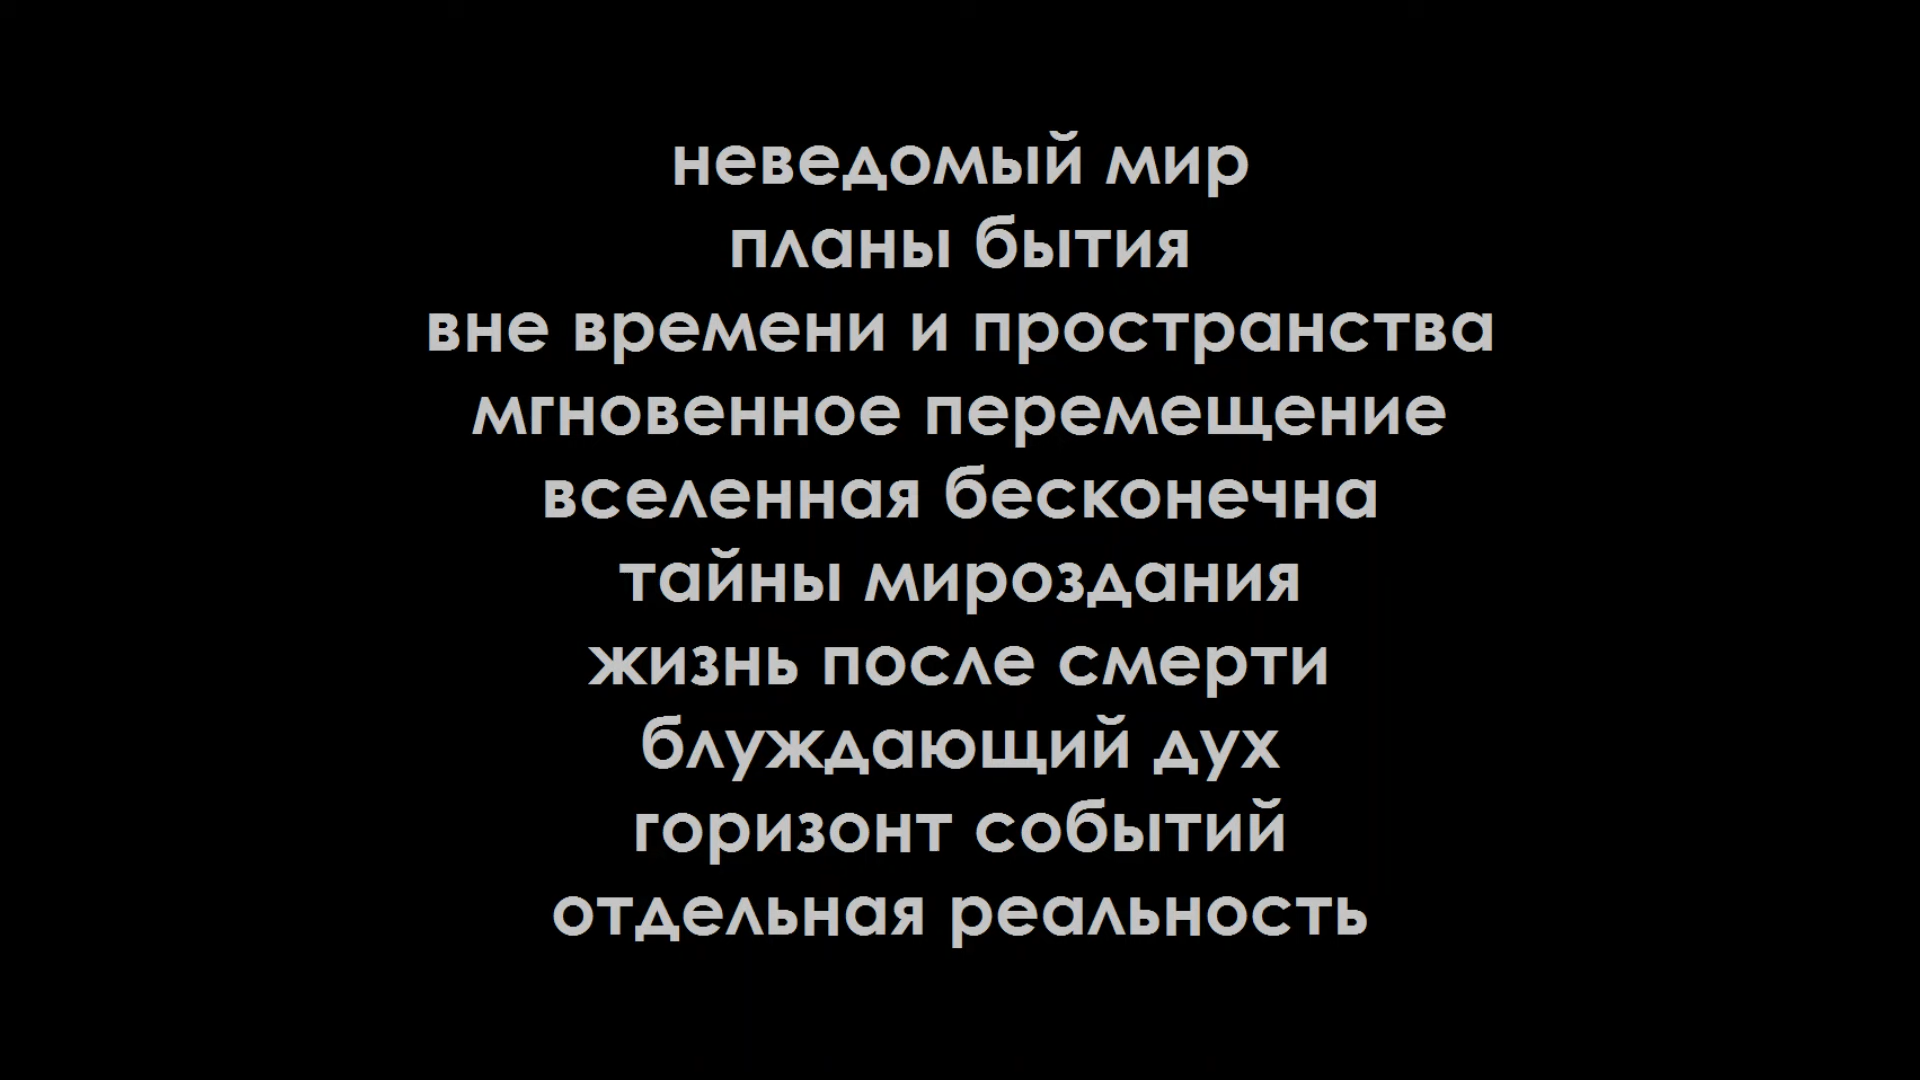 неведомый мир
планы бытия
вне времени и пространства
мгновенное перемещение
вселенная бесконечна
тайны мироздания
жизнь после смерти
блуждающий дух
горизонт событий
отдельная реальность